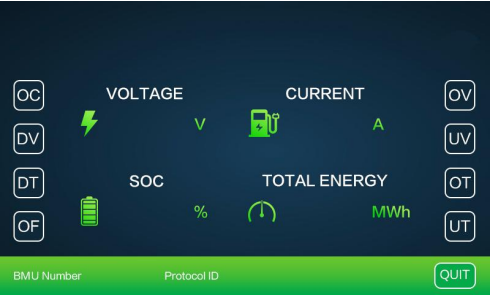 OC VOLTAGE CURRENT OV
V A
DV UV
DT SOC TOTAL ENERGY OT
% MWh
OF UT
BMU Number Protocol ID QUIT